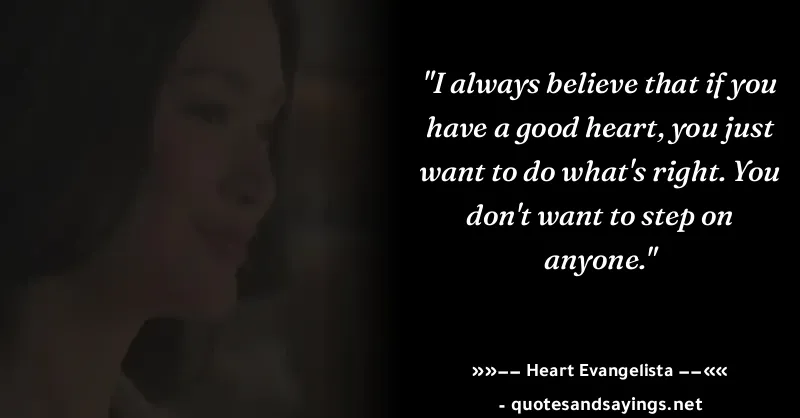 "I always believe that if you
have a good heart, you just
want to do what's right. You
don't want to step on
anyone."
»»–– Heart Evangelista ––««
- quotesandsayings.net